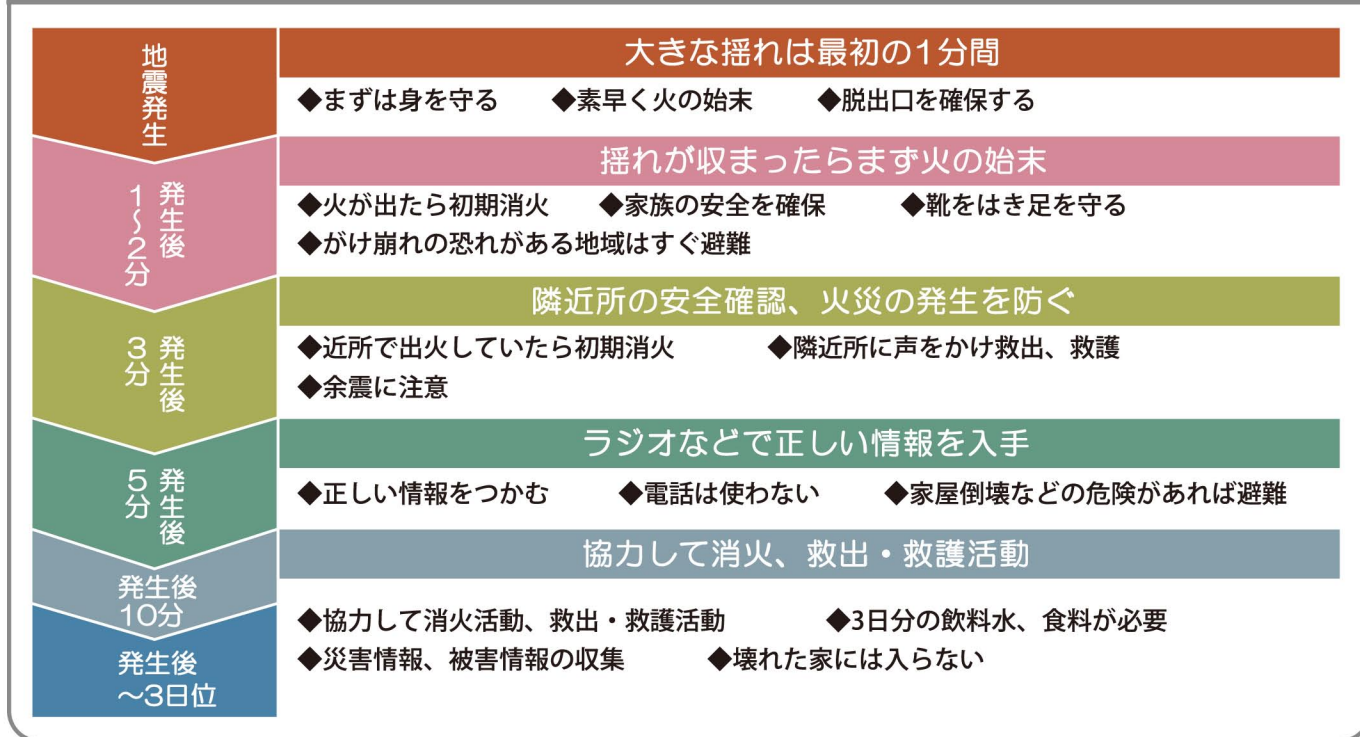 地震発生
大きな揺れは最初の1分間
◆まずは身を守る ◆素早く火の始末 ◆脱出口を確保する
発生後
1〜2分
揺れが収まったらまず火の始末
◆火が出たら初期消火 ◆家族の安全を確保 ◆靴をはき足を守る
◆がけ崩れの恐れがある地域はすぐ避難
発生後
3分
隣近所の安全確認、火災の発生を防ぐ
◆近所で出火していたら初期消火 ◆隣近所に声をかけ救出、救護
◆余震に注意
発生後
5分
ラジオなどで正しい情報を入手
◆正しい情報をつかむ ◆電話は使わない ◆家屋倒壊などの危険があれば避難
発生後
10分
協力して消火、救出・救護活動
発生後
〜3日位
◆協力して消火活動、救出・救護活動 ◆3日分の飲料水、食料が必要
◆災害情報、被害情報の収集 ◆壊れた家には入らない